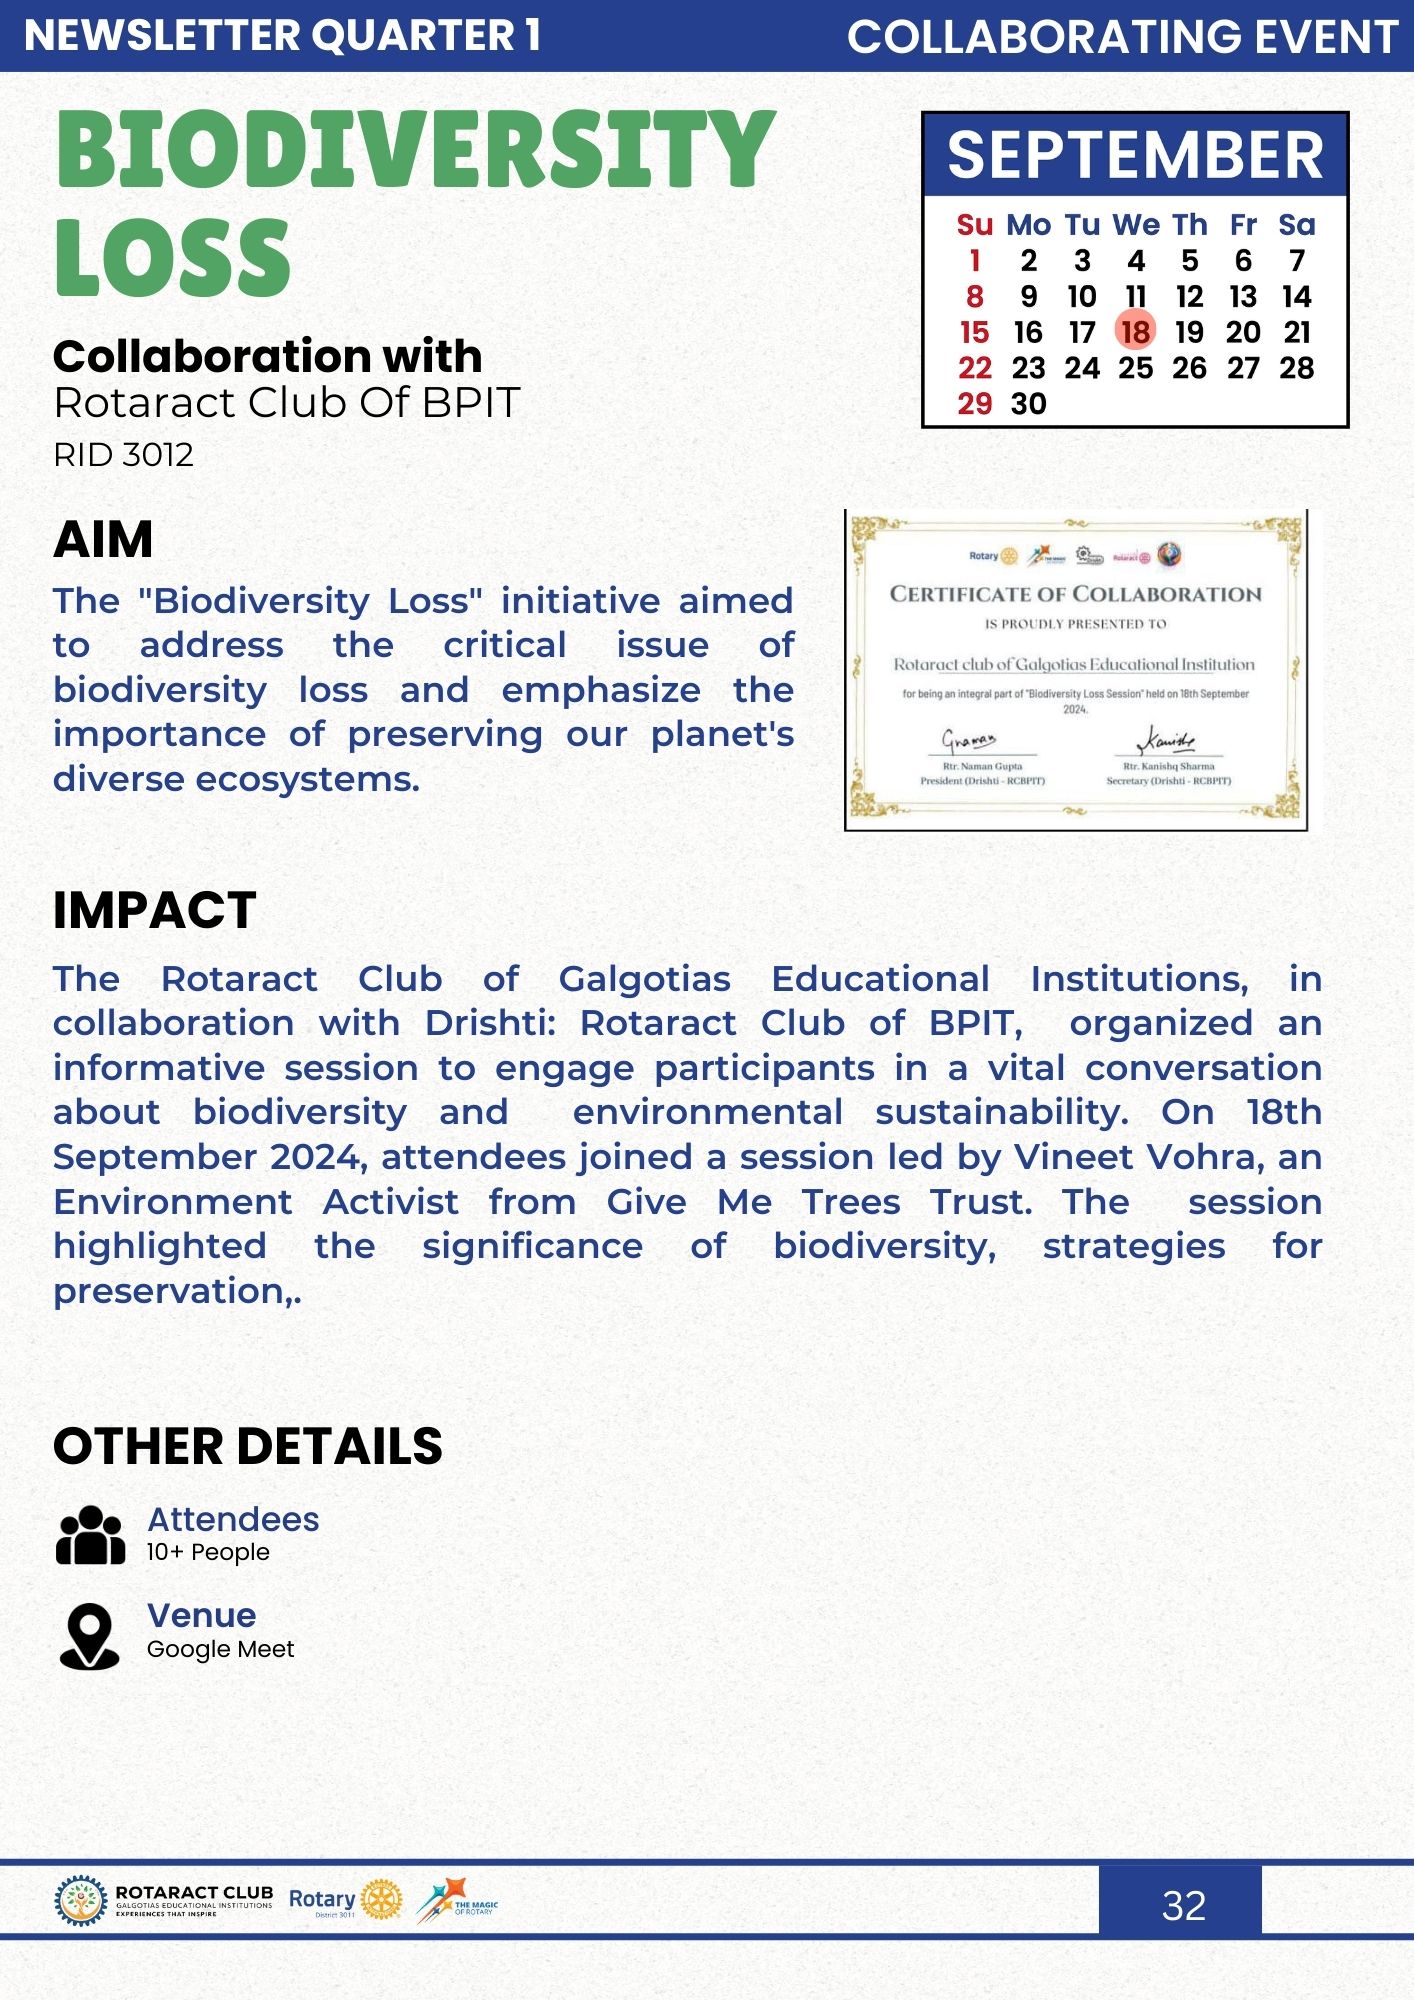 NEWSLETTER QUARTER 1
COLLABORATING EVENT
BIODIVERSITY
LOSS
Collaboration with
Rotaract Club Of BPIT
RID 3012
SEPTEMBER
Su Mo Tu We Th Fr Sa
1 2 3 4 5 6 7
8 9 10 11 12 13 14
15 16 17 18 19 20 21
22 23 24 25 26 27 28
29 30
AIM
The "Biodiversity Loss" initiative aimed
to address the critical issue of
biodiversity loss and emphasize the
importance of preserving our planet's
diverse ecosystems.
Rotary
Rotaract
CERTIFICATE OF COLLABORATION
IS PROUDLY PRESENTED TO
Rotaract club of Galgotias Educational Institution
for being an integral part of "Biodiversity Loss Session" held on 18th September
2024.
Rtr. Naman Gupta
President (Drishti - RCBPIT)
Rtr. Kanishq Sharma
Secretary (Drishti - RCBPIT)
IMPACT
The Rotaract Club of Galgotias Educational Institutions, in
collaboration with Drishti: Rotaract Club of BPIT, organized an
informative session to engage participants in a vital conversation
about biodiversity and environmental sustainability. On 18th
September 2024, attendees joined a session led by Vineet Vohra, an
Environment Activist from Give Me Trees Trust. The session
highlighted the significance of biodiversity, strategies for
preservation,.
OTHER DETAILS
Attendees
10+ People
Venue
Google Meet
ROTARACT CLUB
GALGOTIAS EDUCATIONAL INSTITUTIONS
EXPERIENCES THAT INSPIRE
Rotary
District 3011
THE MAGIC
OF ROTARY
32